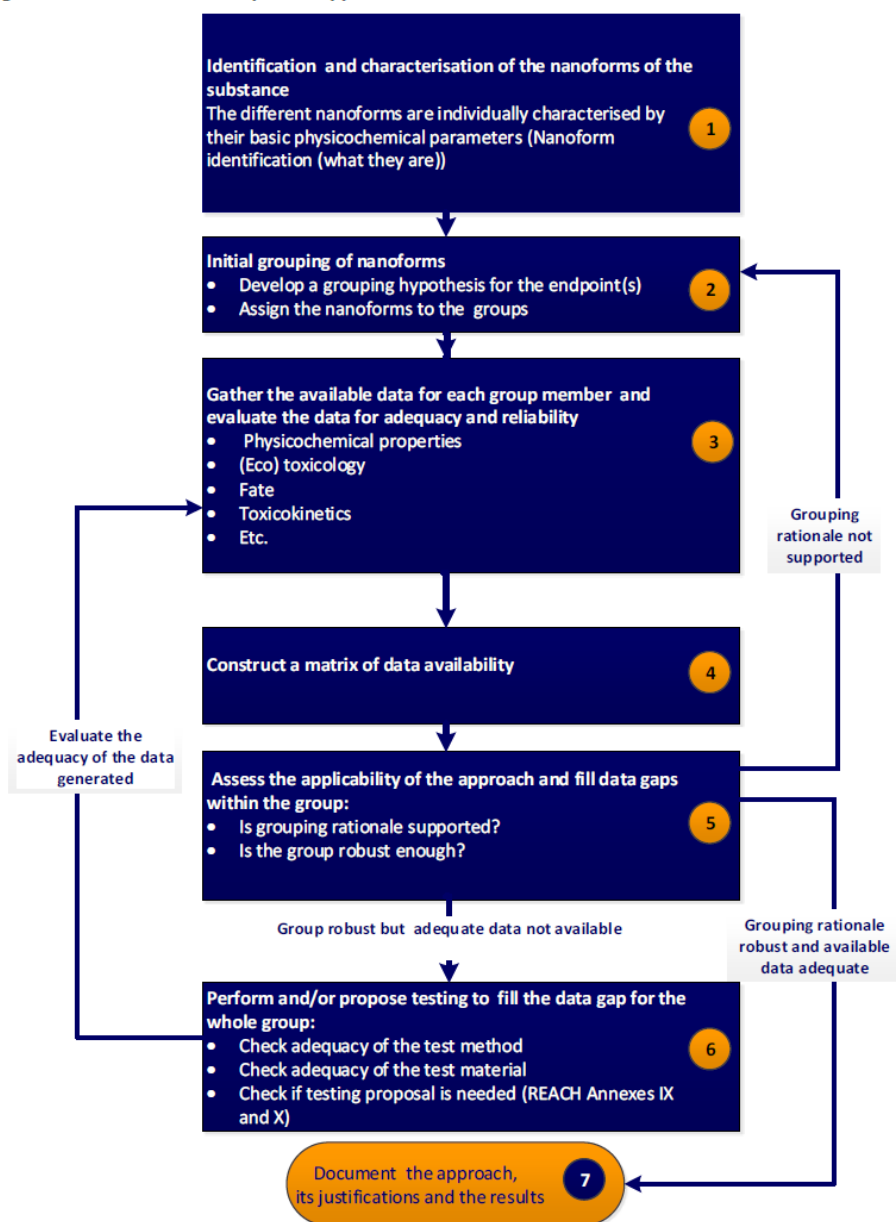 Identification and characterisation of the nanoforms of the
substance
The different nanoforms are individually characterised by
their basic physicochemical parameters (Nanoform
identification (what they are))
1
Initial grouping of nanoforms
• Develop a grouping hypothesis for the endpoint(s)
• Assign the nanoforms to the groups
2
Gather the available data for each group member and
evaluate the data for adequacy and reliability
• Physicochemical properties
• (Eco) toxicology
• Fate
• Toxicokinetics
• Etc.
3
Grouping
rationale not
supported
Construct a matrix of data availability
4
Evaluate the
adequacy of the data
generated
Assess the applicability of the approach and fill data gaps
within the group:
• Is grouping rationale supported?
• Is the group robust enough?
5
Group robust but adequate data not available
Grouping rationale
robust and available
data adequate
Perform and/or propose testing to fill the data gap for the
whole group:
• Check adequacy of the test method
• Check adequacy of the test material
• Check if testing proposal is needed (REACH Annexes IX
and X)
6
Document the approach,
its justifications and the results
7